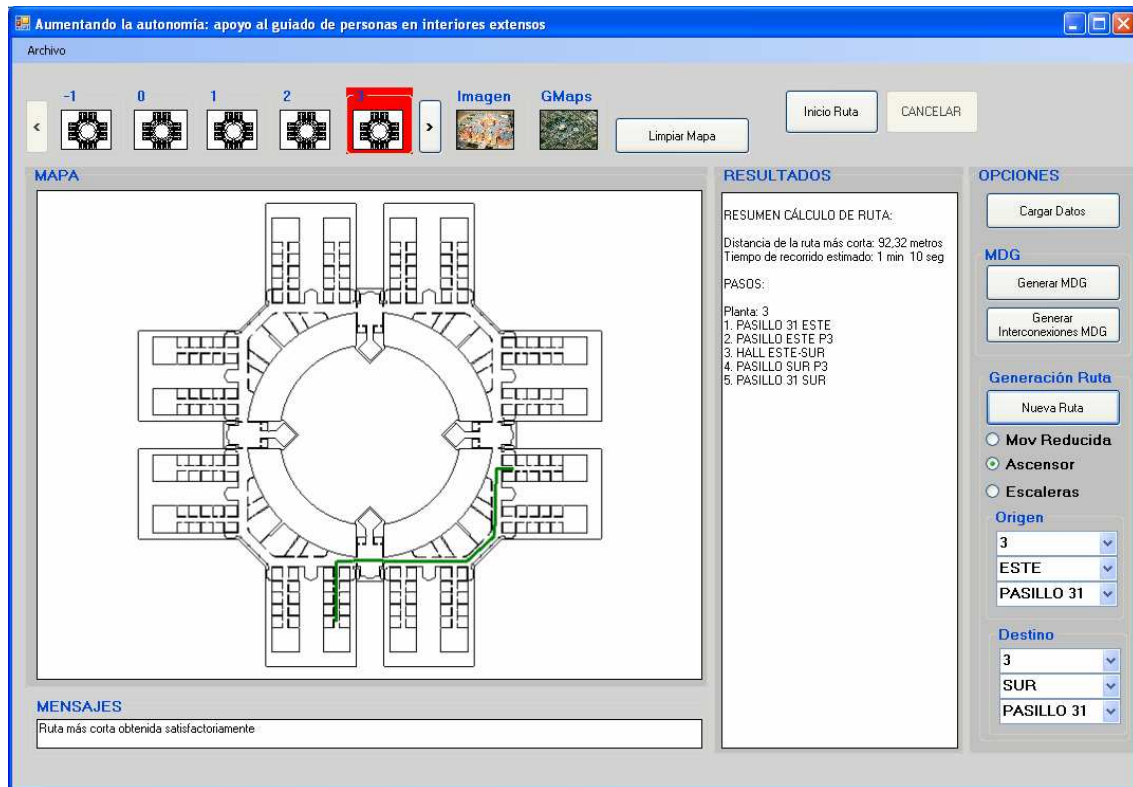 Aumentando la autonomía: apoyo al guiado de personas en interiores extensos
Archivo
-1 0 1 2 3 Imagen GMaps
< > Limpiar Mapa Inicio Ruta CANCELAR
MAPA
RESULTADOS
RESUMEN CÁLCULO DE RUTA:
Distancia de la ruta más corta: 92,32 metros
Tiempo de recorrido estimado: 1 min 10 seg
PASOS:
Planta: 3
1. PASILLO 31 ESTE
2. PASILLO ESTE P3
3. HALL ESTE-SUR
4. PASILLO SUR P3
5. PASILLO 31 SUR
OPCIONES
Cargar Datos
MDG
Generar MDG
Generar
Interconexiones MDG
Generación Ruta
Nueva Ruta
Mov Reducida
Ascensor
Escaleras
Origen
3
ESTE
PASILLO 31
Destino
3
SUR
PASILLO 31
MENSAJES
Ruta más corta obtenida satisfactoriamente